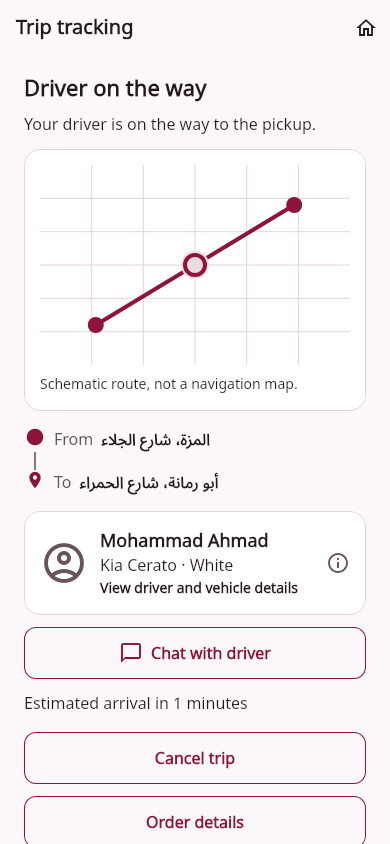 Trip tracking
Driver on the way
Your driver is on the way to the pickup.
Schematic route, not a navigation map.
From المزة، شارع الجلاء
To أبو رمانة، شارع الحمراء
Mohammad Ahmad
Kia Cerato · White
View driver and vehicle details
Chat with driver
Estimated arrival in 1 minutes
Cancel trip
Order details